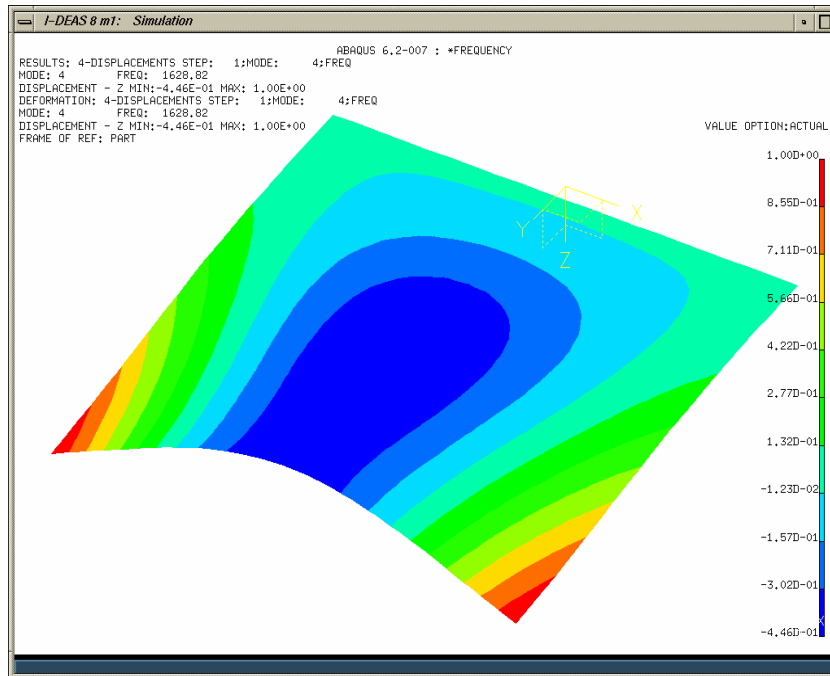 I-DEAS 8 m1:  Simulation
ABAQUS 6.2-007 : *FREQUENCY
RESULTS: 4-DISPLACEMENTS STEP:   1;MODE:     4;FREQ
MODE: 4       FREQ:  1628.82
DISPLACEMENT - Z MIN:-4.46E-01 MAX: 1.00E+00
DEFORMATION: 4-DISPLACEMENTS STEP:   1;MODE:     4;FREQ
MODE: 4       FREQ:  1628.82
DISPLACEMENT - Z MIN:-4.46E-01 MAX: 1.00E+00
FRAME OF REF: PART
VALUE OPTION:ACTUAL
1.00D+00
8.55D-01
7.11D-01
5.66D-01
4.22D-01
2.77D-01
1.32D-01
-1.23D-02
-1.57D-01
-3.02D-01
-4.46D-01
X
Y
Z
X